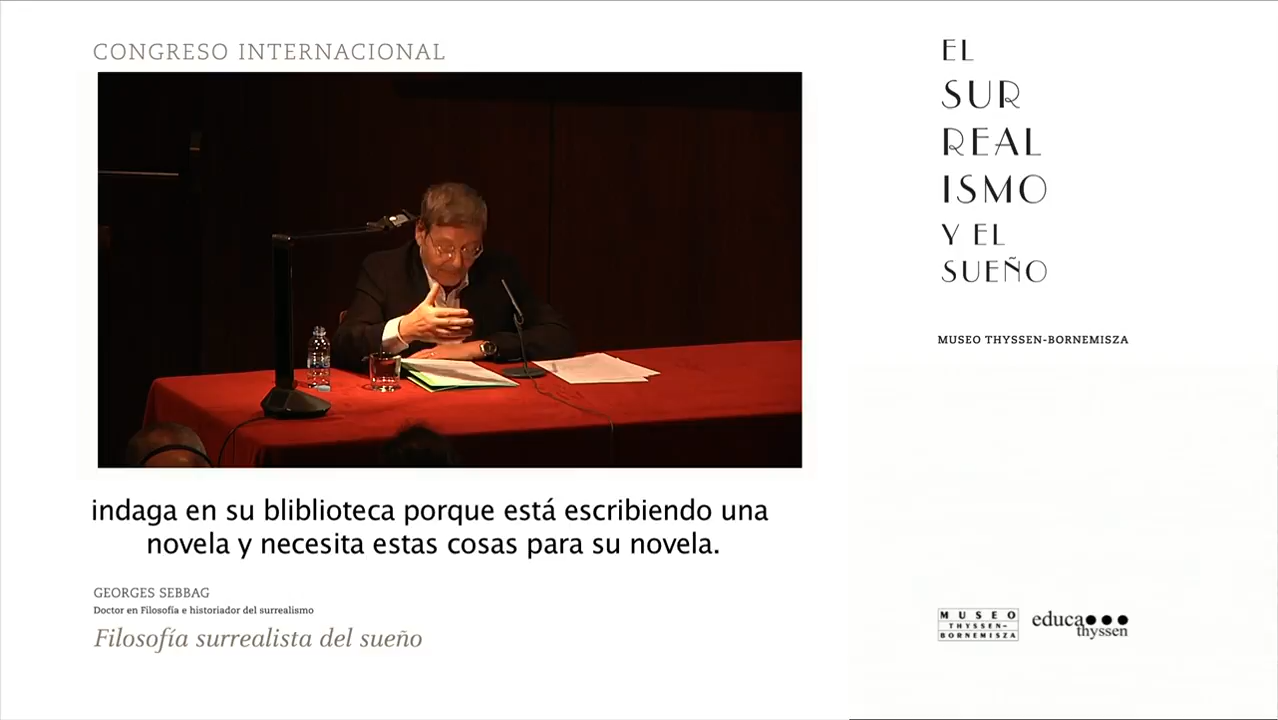 CONGRESO INTERNACIONAL
EL
SUR
REAL
ISMO
Y EL
SUEÑO
MUSEO THYSSEN-BORNEMISZA
indaga en su bliblioteca porque está escribiendo una
novela y necesita estas cosas para su novela.
GEORGES SEBBAG
Doctor en Filosofía e historiador del surrealismo
Filosofía surrealista del sueño
MUSEO
THYSSEN-
BORNEMISZA
educa
thyssen